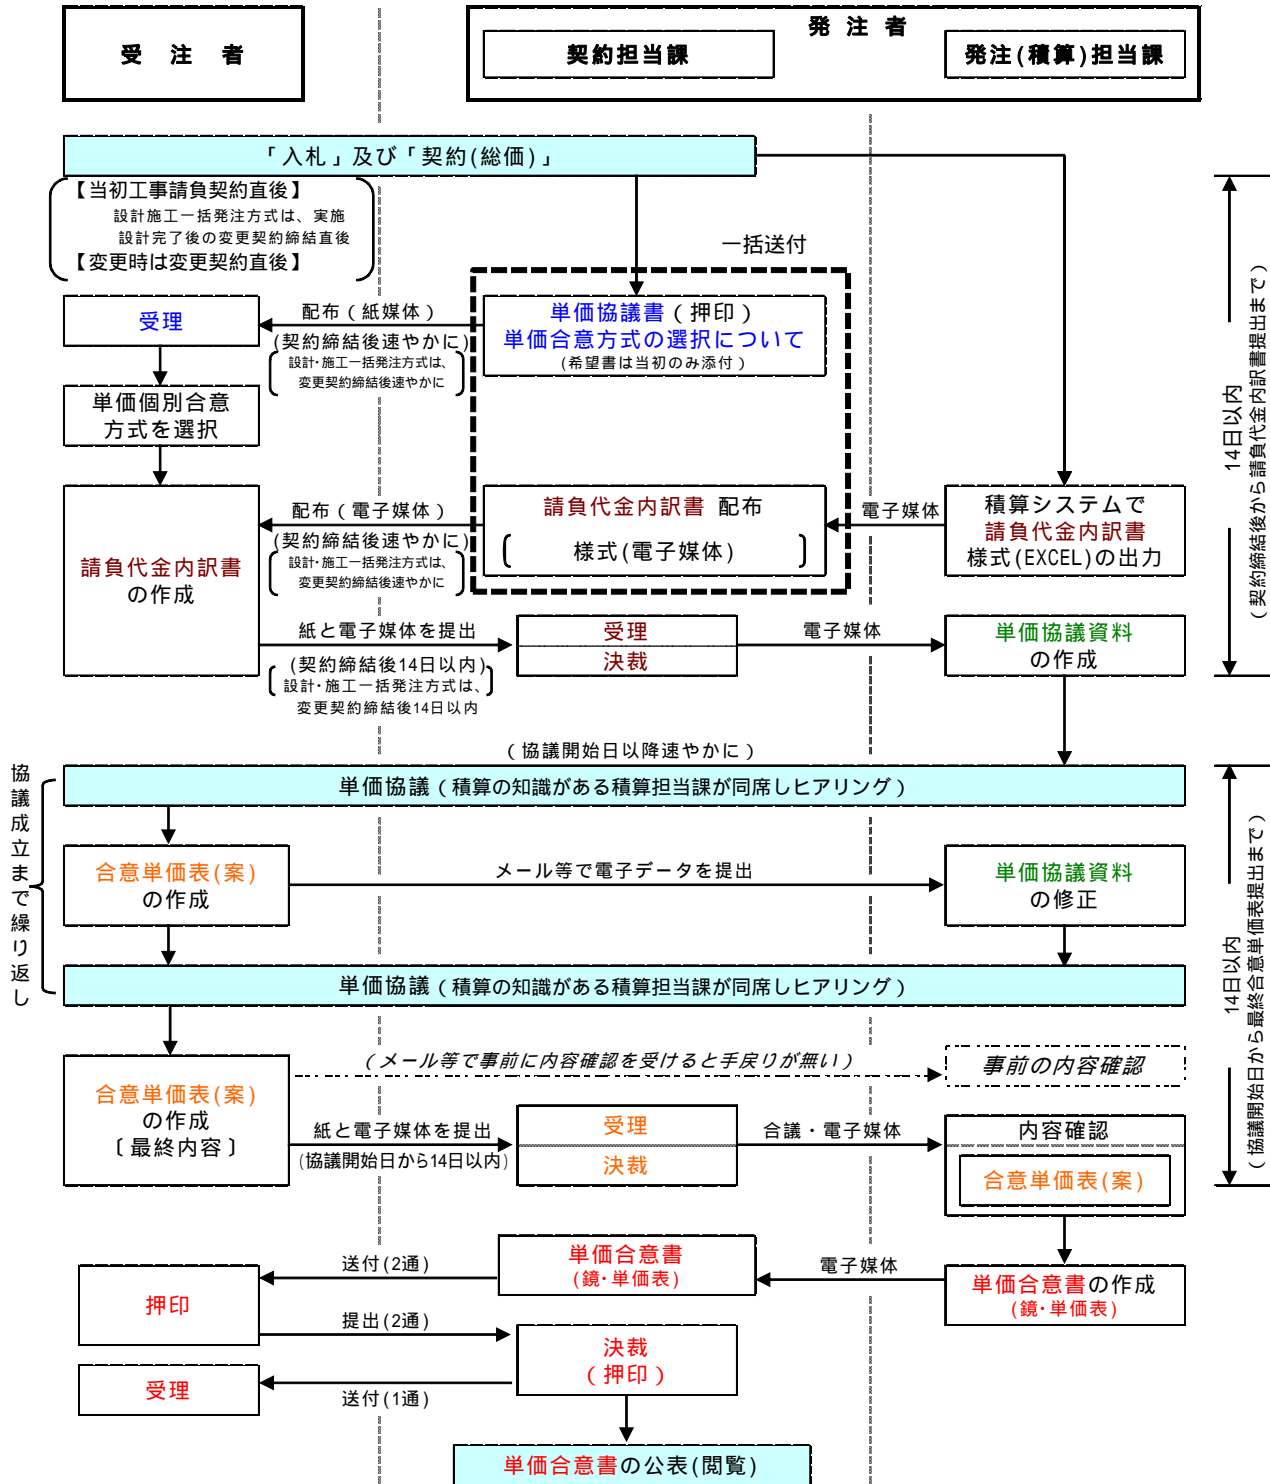 受 注 者
発 注 者
契約担当課
発注(積算)担当課
「入札」及び「契約(総価)」
【当初工事請負契約直後】
設計施工一括発注方式は、実施
設計完了後の変更契約締結直後
【変更時は変更契約直後】
一括送付
受理
配布(紙媒体)
(契約締結後速やかに)
設計・施工一括発注方式は、
変更契約締結後速やかに
単価協議書(押印)
単価合意方式の選択について
(希望書は当初のみ添付)
単価個別合意
方式を選択
請負代金内訳書
の作成
配布(電子媒体)
(契約締結後速やかに)
設計・施工一括発注方式は、
変更契約締結後速やかに
請負代金内訳書 配布
様式(電子媒体)
電子媒体
積算システムで
請負代金内訳書
様式(EXCEL)の出力
紙と電子媒体を提出
(契約締結後14日以内)
設計・施工一括発注方式は、
変更契約締結後14日以内
受理
決裁
電子媒体
単価協議資料
の作成
14日以内
(契約締結後から請負代金内訳書提出まで)
(協議開始日以降速やかに)
単価協議(積算の知識がある積算担当課が同席しヒアリング)
協議成立まで繰り返し
合意単価表(案)
の作成
メール等で電子データを提出
単価協議資料
の修正
単価協議(積算の知識がある積算担当課が同席しヒアリング)
14日以内
(協議開始日から最終合意単価表提出まで)
合意単価表(案)
の作成
〔最終内容〕
(メール等で事前に内容確認を受けると手戻りが無い)
事前の内容確認
紙と電子媒体を提出
(協議開始日から14日以内)
受理
決裁
合議・電子媒体
内容確認
合意単価表(案)
送付(2通)
単価合意書
(鏡・単価表)
電子媒体
単価合意書の作成
(鏡・単価表)
押印
提出(2通)
決裁
(押印)
受理
送付(1通)
単価合意書の公表(閲覧)